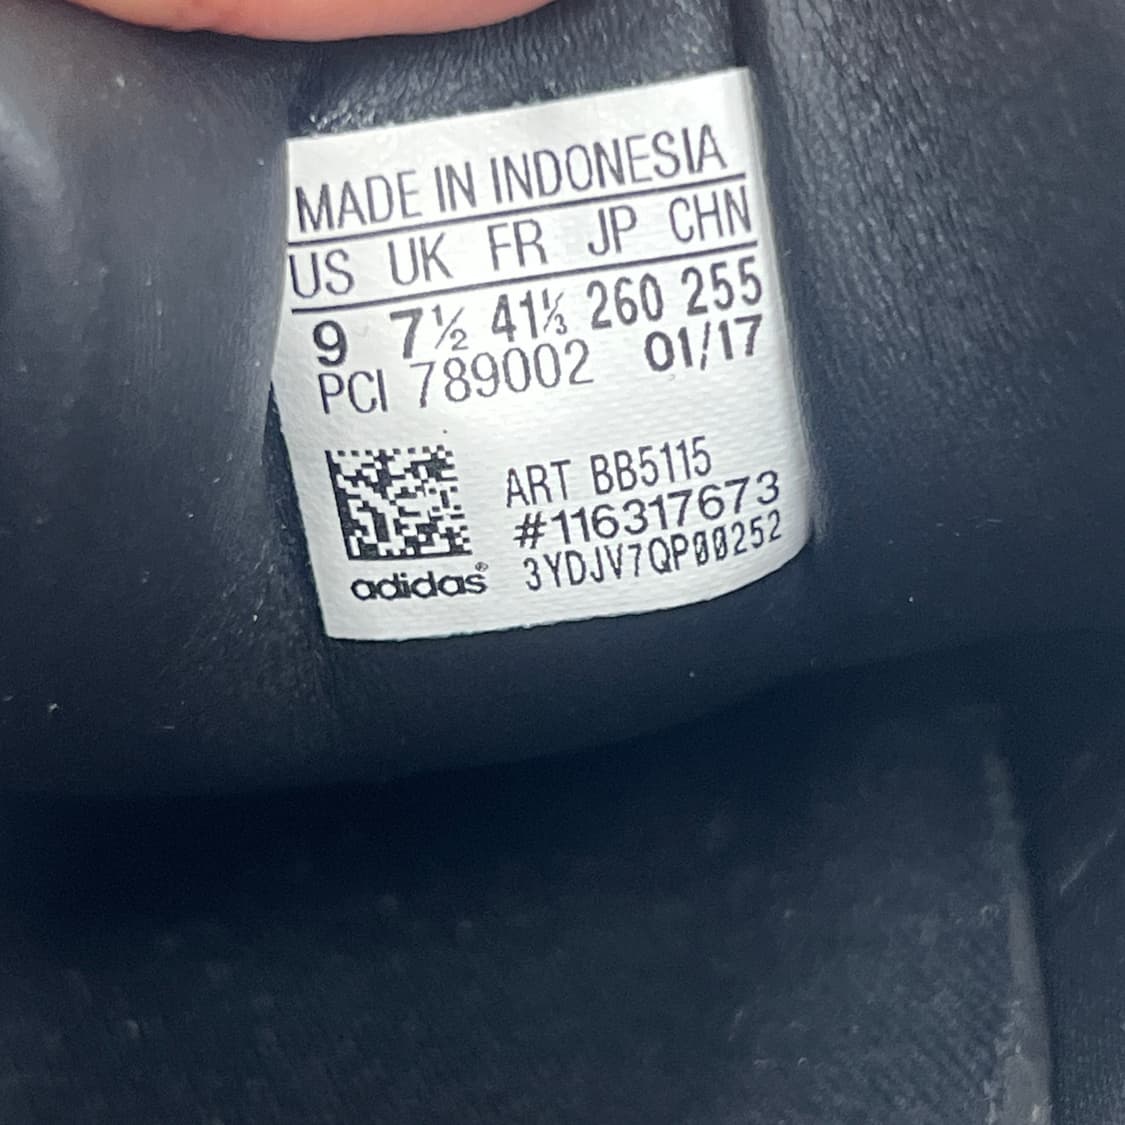 MADE IN INDONESIA
US UK FR JP CHN
9 7½ 41⅓ 260 255
PCI 789002 01/17
ART BB5115
#116317673
3YDJV7QP00252
adidas®